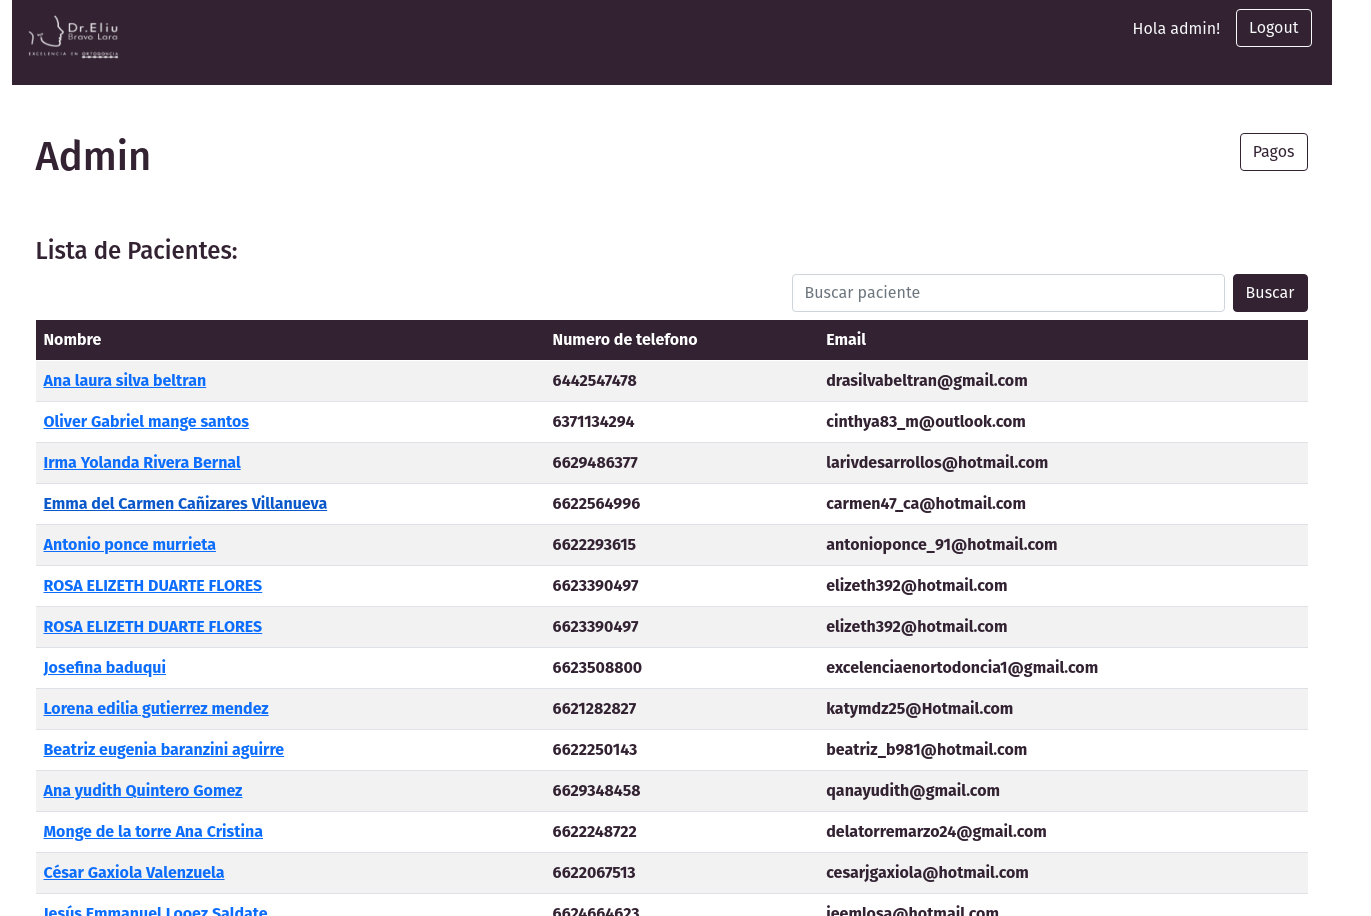 Dr.Eliu
Bravo Lara
EXCELENCIA EN ORTODONCIA
Hola admin!
Logout
Admin
Pagos
Lista de Pacientes:
Buscar paciente
Buscar
Nombre Numero de telefono Email
Ana laura silva beltran 6442547478 drasilvabeltran@gmail.com
Oliver Gabriel mange santos 6371134294 cinthya83_m@outlook.com
Irma Yolanda Rivera Bernal 6629486377 larivdesarrollos@hotmail.com
Emma del Carmen Cañizares Villanueva 6622564996 carmen47_ca@hotmail.com
Antonio ponce murrieta 6622293615 antonioponce_91@hotmail.com
ROSA ELIZETH DUARTE FLORES 6623390497 elizeth392@hotmail.com
ROSA ELIZETH DUARTE FLORES 6623390497 elizeth392@hotmail.com
Josefina baduqui 6623508800 excelenciaenortodoncia1@gmail.com
Lorena edilia gutierrez mendez 6621282827 katymdz25@Hotmail.com
Beatriz eugenia baranzini aguirre 6622250143 beatriz_b981@hotmail.com
Ana yudith Quintero Gomez 6629348458 qanayudith@gmail.com
Monge de la torre Ana Cristina 6622248722 delatorremarzo24@gmail.com
César Gaxiola Valenzuela 6622067513 cesarjgaxiola@hotmail.com
Jesús Emmanuel Lopez Saldate 6624664623 jeemlosa@hotmail.com